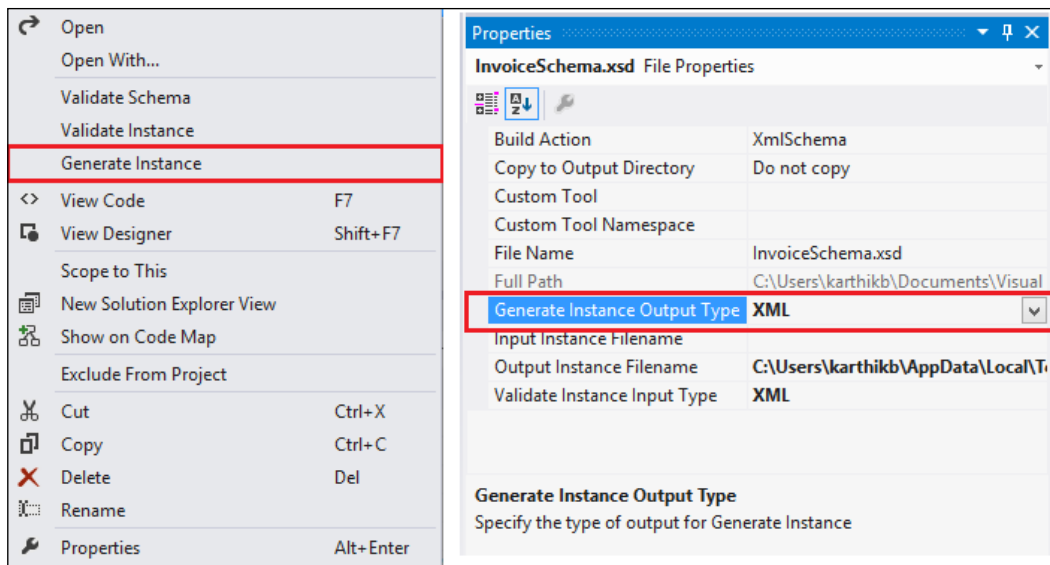 Open
Open With...
Validate Schema
Validate Instance
Generate Instance
View Code F7
View Designer Shift+F7
Scope to This
New Solution Explorer View
Show on Code Map
Exclude From Project
Cut Ctrl+X
Copy Ctrl+C
Delete Del
Rename
Properties Alt+Enter
Properties
InvoiceSchema.xsd File Properties
Build Action XmlSchema
Copy to Output Directory Do not copy
Custom Tool
Custom Tool Namespace
File Name InvoiceSchema.xsd
Full Path C:\Users\karthikb\Documents\Visual
Generate Instance Output Type XML
Input Instance Filename
Output Instance Filename C:\Users\karthikb\AppData\Local\Te
Validate Instance Input Type XML
Generate Instance Output Type
Specify the type of output for Generate Instance